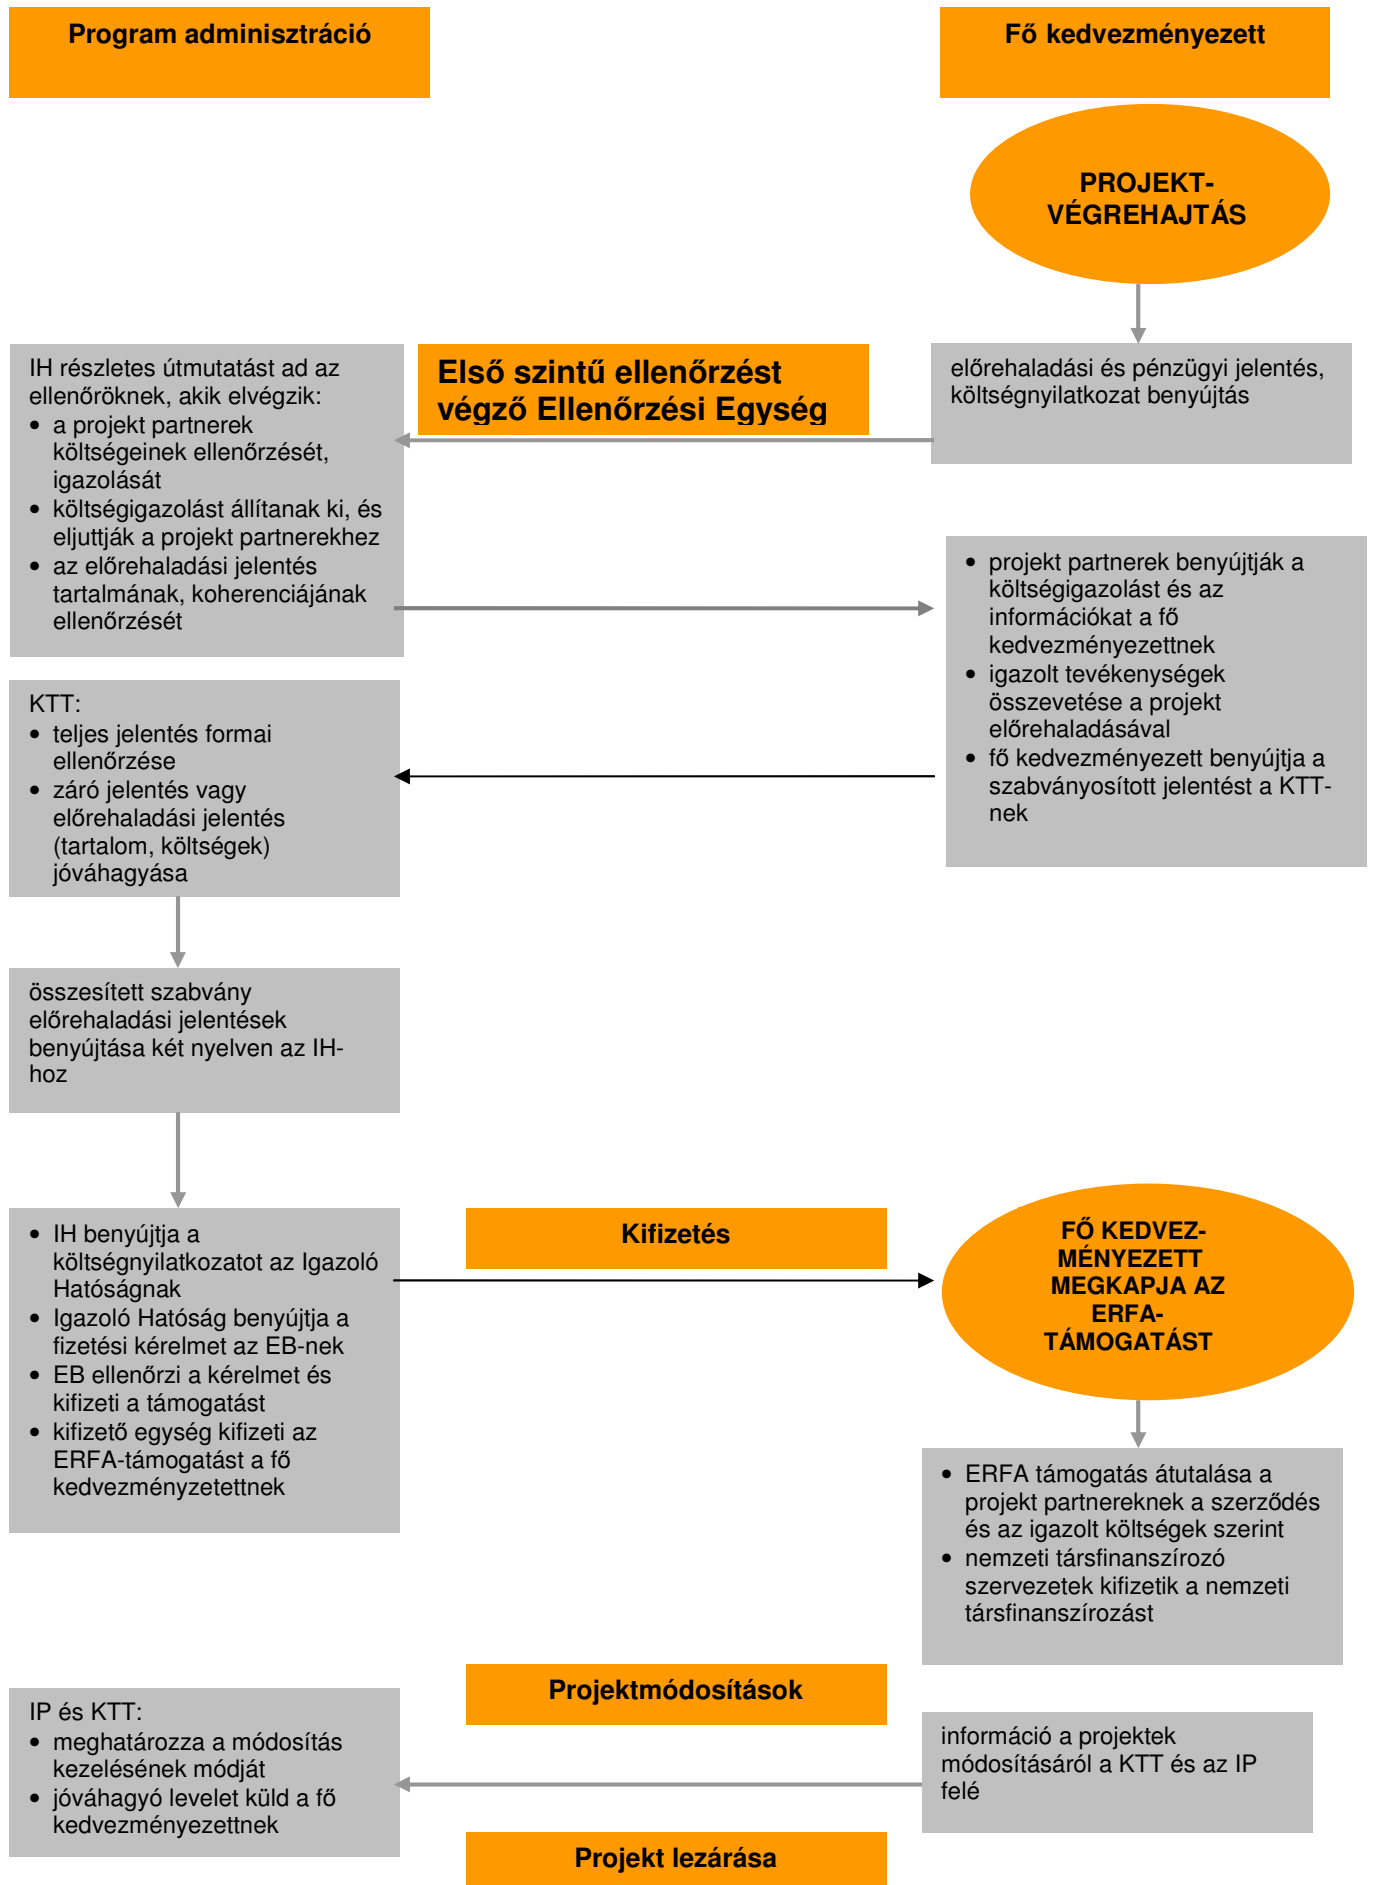 Program adminisztráció
Fő kedvezményezett
PROJEKT-
VÉGREHAJTÁS
IH részletes útmutatást ad az
ellenőröknek, akik elvégzik:
• a projekt partnerek
költségeinek ellenőrzését,
igazolását
• költségigazolást állítanak ki, és
eljuttják a projekt partnerekhez
• az előrehaladási jelentés
tartalmának, koherenciájának
ellenőrzését
Első szintű ellenőrzést
végző Ellenőrzési Egység
előrehaladási és pénzügyi jelentés,
költségnyilatkozat benyújtás
• projekt partnerek benyújtják a
költségigazolást és az
információkat a fő
kedvezményezettnek
• igazolt tevékenységek
összevetése a projekt
előrehaladásával
• fő kedvezményezett benyújtja a
szabványosított jelentést a KTT-
nek
KTT:
• teljes jelentés formai
ellenőrzése
• záró jelentés vagy
előrehaladási jelentés
(tartalom, költségek)
jóváhagyása
összesített szabvány
előrehaladási jelentések
benyújtása két nyelven az IH-
hoz
• IH benyújtja a
költségnyilatkozatot az Igazoló
Hatóságnak
• Igazoló Hatóság benyújtja a
fizetési kérelmet az EB-nek
• EB ellenőrzi a kérelmet és
kifizeti a támogatást
• kifizető egység kifizeti az
ERFA-támogatást a fő
kedvezményzetettnek
Kifizetés
FŐ KEDVEZ-
MÉNYEZETT
MEGKAPJA AZ
ERFA-
TÁMOGATÁST
• ERFA támogatás átutalása a
projekt partnereknek a szerződés
és az igazolt költségek szerint
• nemzeti társfinanszírozó
szervezetek kifizetik a nemzeti
társfinanszírozást
Projektmódosítások
IP és KTT:
• meghatározza a módosítás
kezelésének módját
• jóváhagyó levelet küld a fő
kedvezményezettnek
információ a projektek
módosításáról a KTT és az IP
felé
Projekt lezárása